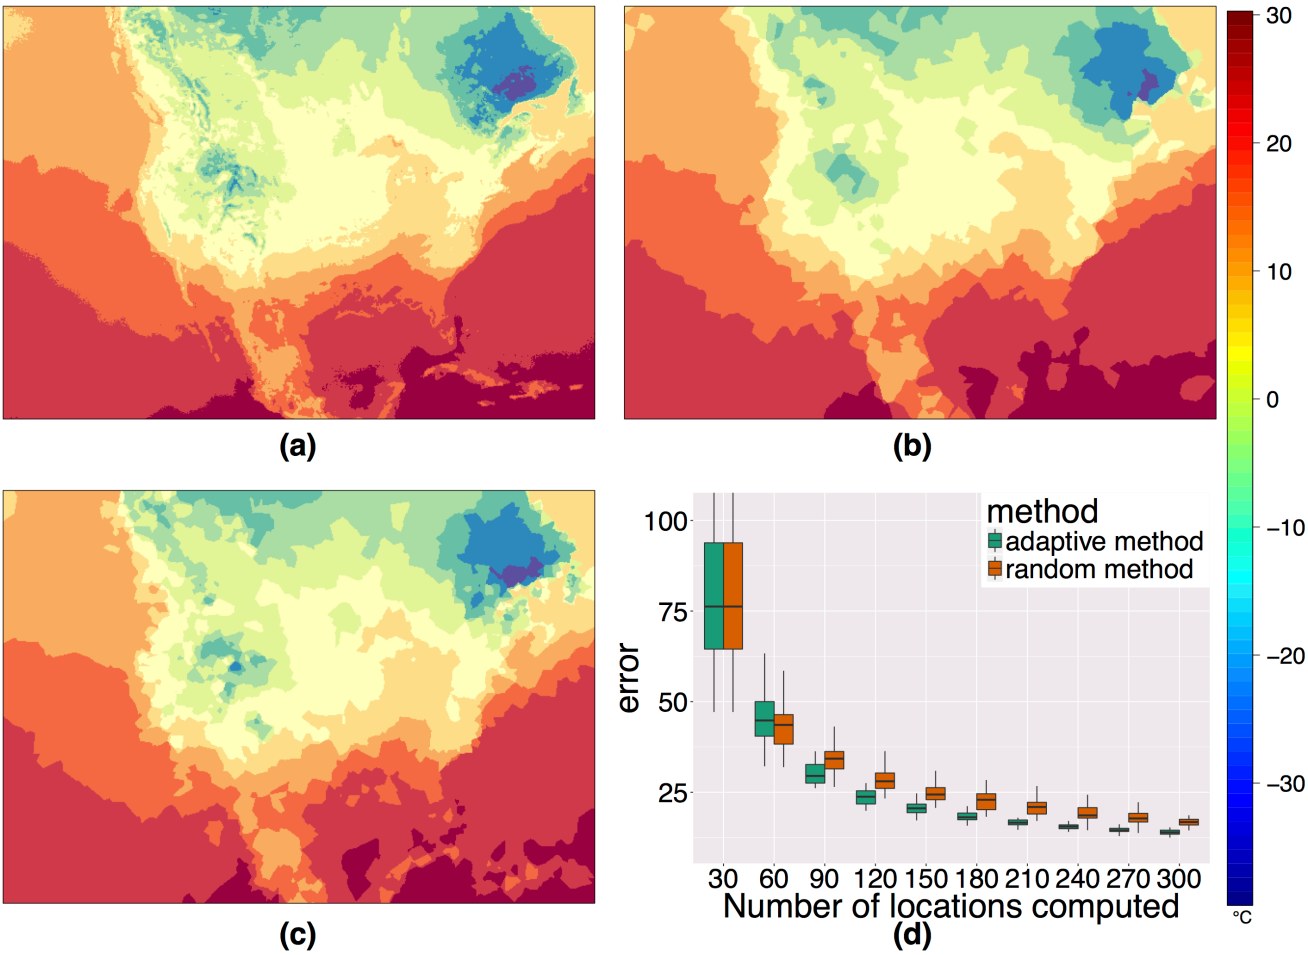 30
20
10
0
−10
−20
−30
°C
(a)
(b)
(c)
method
adaptive method
random method
error
100
75
50
25
30 60 90 120 150 180 210 240 270 300
Number of locations computed
(d)